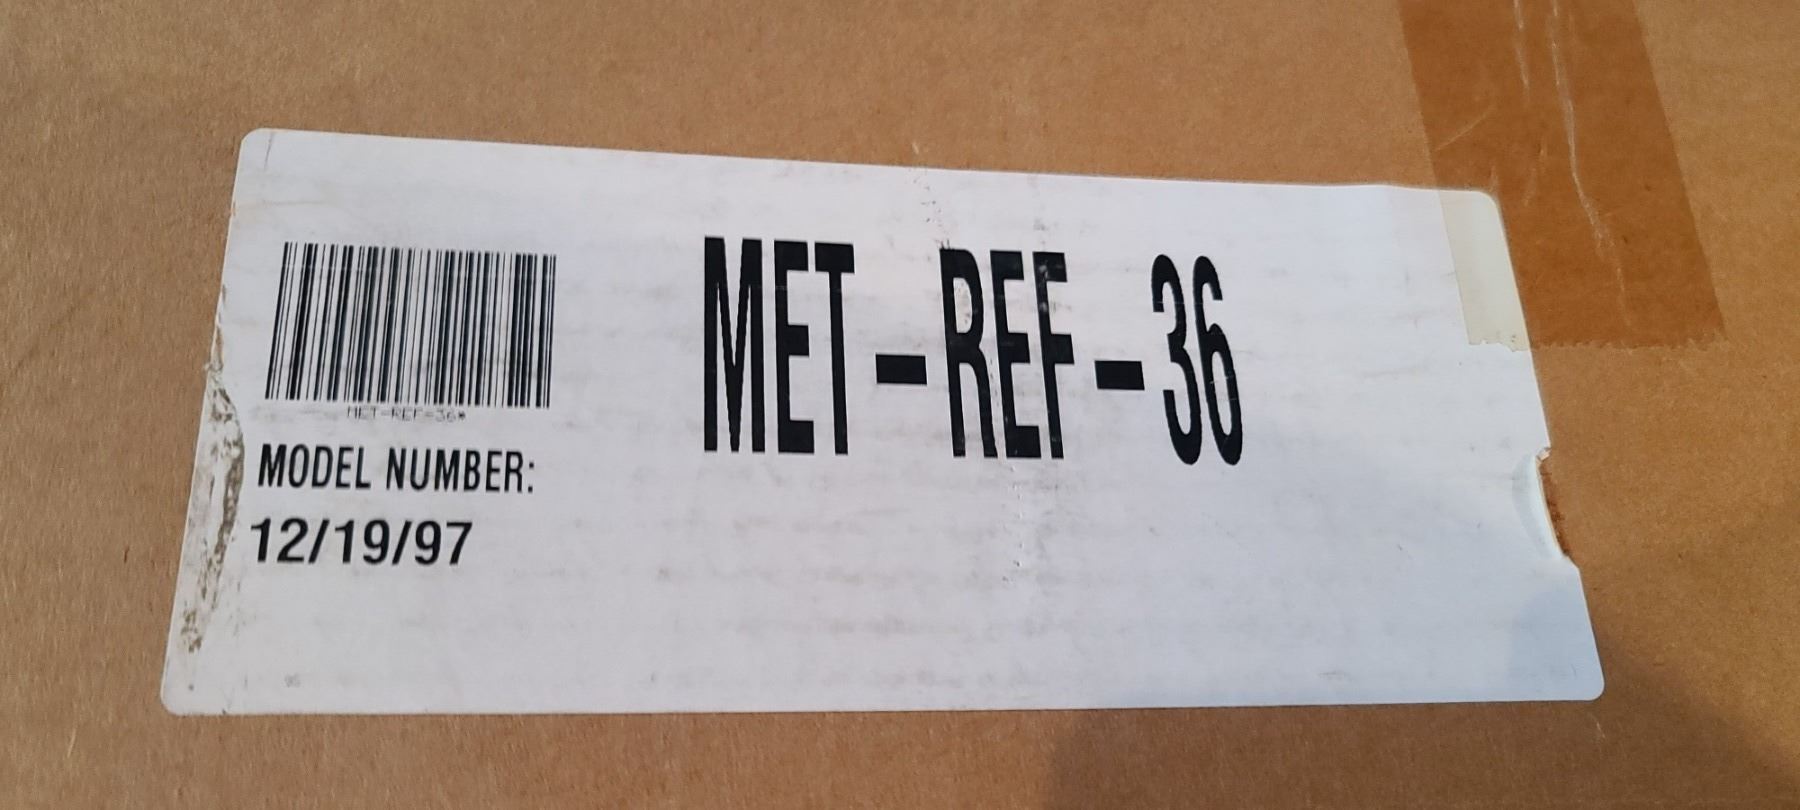 MET-REF-36
MET-REF-36*
MODEL NUMBER:
12/19/97